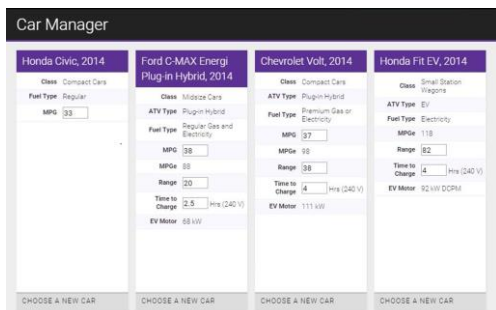 Car Manager
Honda Civic, 2014
Class Compact Cars
Fuel Type Regular
MPG 33
CHOOSE A NEW CAR
Ford C-MAX Energi
Plug-in Hybrid, 2014
Class Midsize Cars
ATV Type Plug-in Hybrid
Fuel Type Regular Gas and
Electricity
MPG 38
MPGe 88
Range 20
Time to
Charge 2.5 Hrs (240 V)
EV Motor 68 kW
CHOOSE A NEW CAR
Chevrolet Volt, 2014
Class Compact Cars
ATV Type Plug-in Hybrid
Fuel Type Premium Gas or
Electricity
MPG 37
MPGe 98
Range 38
Time to
Charge 4 Hrs (240 V)
EV Motor 111 kW
CHOOSE A NEW CAR
Honda Fit EV, 2014
Class Small Station
Wagons
ATV Type EV
Fuel Type Electricity
MPGe 118
Range 82
Time to
Charge 4 Hrs (240 V)
EV Motor 92 kW DCPM
CHOOSE A NEW CAR